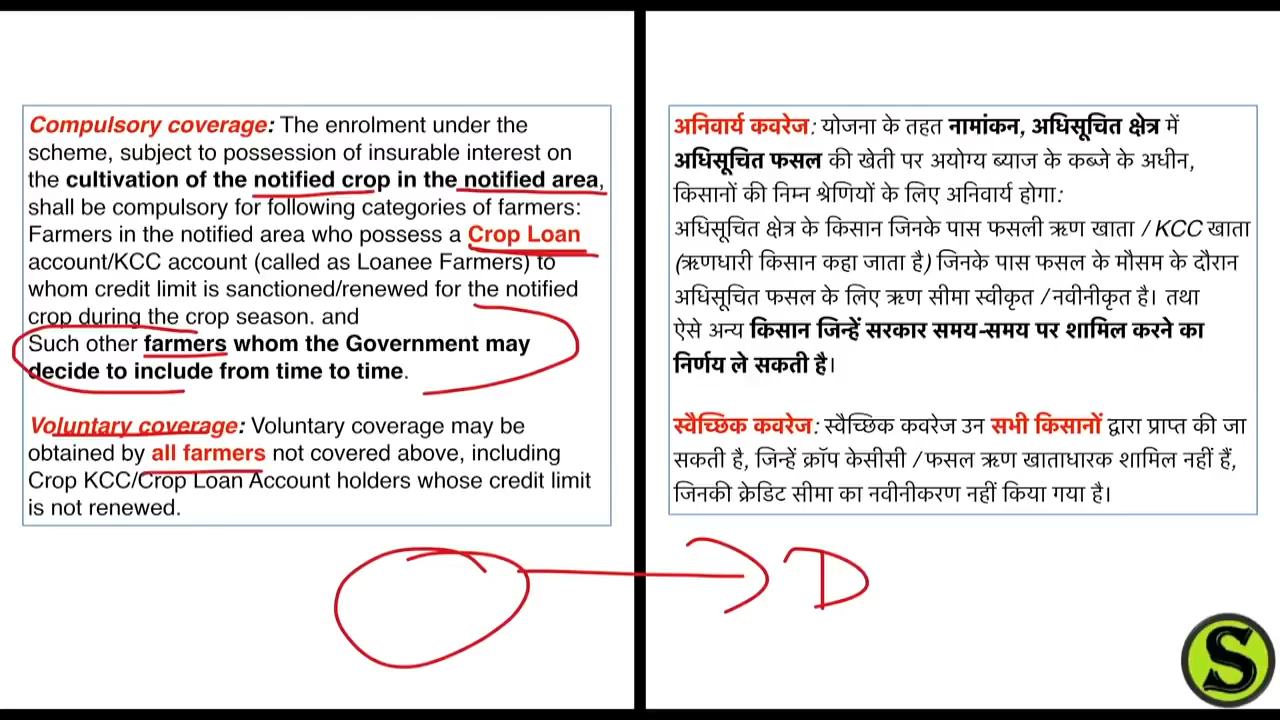 Compulsory coverage: The enrolment under the
scheme, subject to possession of insurable interest on
the cultivation of the notified crop in the notified area,
shall be compulsory for following categories of farmers:
Farmers in the notified area who possess a Crop Loan
account/KCC account (called as Loanee Farmers) to
whom credit limit is sanctioned/renewed for the notified
crop during the crop season. and
Such other farmers whom the Government may
decide to include from time to time.
Voluntary coverage: Voluntary coverage may be
obtained by all farmers not covered above, including
Crop KCC/Crop Loan Account holders whose credit limit
is not renewed.
अनिवार्य कवरेज: योजना के तहत नामांकन, अधिसूचित क्षेत्र में
अधिसूचित फसल की खेती पर अयोग्य ब्याज के कब्जे के अधीन,
किसानों की निम्न श्रेणियों के लिए अनिवार्य होगा:
अधिसूचित क्षेत्र के किसान जिनके पास फसली ऋण खाता / KCC खाता
(ऋणधारी किसान कहा जाता है) जिनके पास फसल के मौसम के दौरान
अधिसूचित फसल के लिए ऋण सीमा स्वीकृत / नवीनीकृत है। तथा
ऐसे अन्य किसान जिन्हें सरकार समय-समय पर शामिल करने का
निर्णय ले सकती है।
स्वैच्छिक कवरेज: स्वैच्छिक कवरेज उन सभी किसानों द्वारा प्राप्त की जा
सकती है, जिन्हें क्रॉप केसीसी / फसल ऋण खाताधारक शामिल नहीं हैं,
जिनकी क्रेडिट सीमा का नवीनीकरण नहीं किया गया है।
D
S